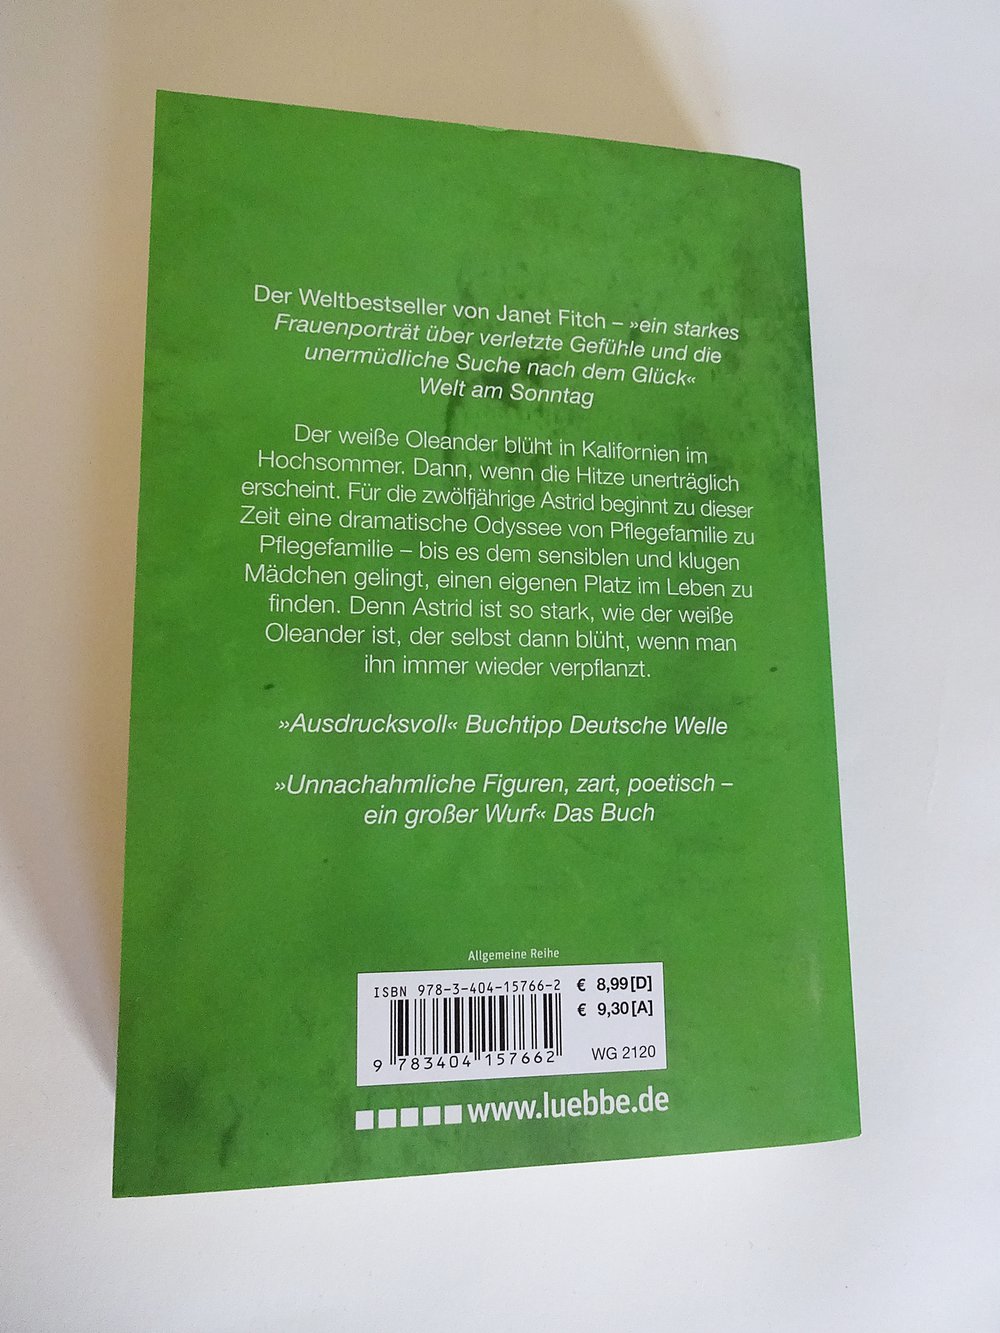 Der Weltbestseller von Janet Fitch – »ein starkes
Frauenporträt über verletzte Gefühle und die
unermüdliche Suche nach dem Glück«
Welt am Sonntag
Der weiße Oleander blüht in Kalifornien im
Hochsommer. Dann, wenn die Hitze unerträglich
erscheint. Für die zwölfjährige Astrid beginnt zu dieser
Zeit eine dramatische Odyssee von Pflegefamilie zu
Pflegefamilie – bis es dem sensiblen und klugen
Mädchen gelingt, einen eigenen Platz im Leben zu
finden. Denn Astrid ist so stark, wie der weiße
Oleander ist, der selbst dann blüht, wenn man
ihn immer wieder verpflanzt.
»Ausdrucksvoll« Buchtipp Deutsche Welle
»Unnachahmliche Figuren, zart, poetisch –
ein großer Wurf« Das Buch
Allgemeine Reihe
ISBN 978-3-404-15766-2
€ 8,99 [D]
€ 9,30 [A]
9 783404 157662
WG 2120
www.luebbe.de